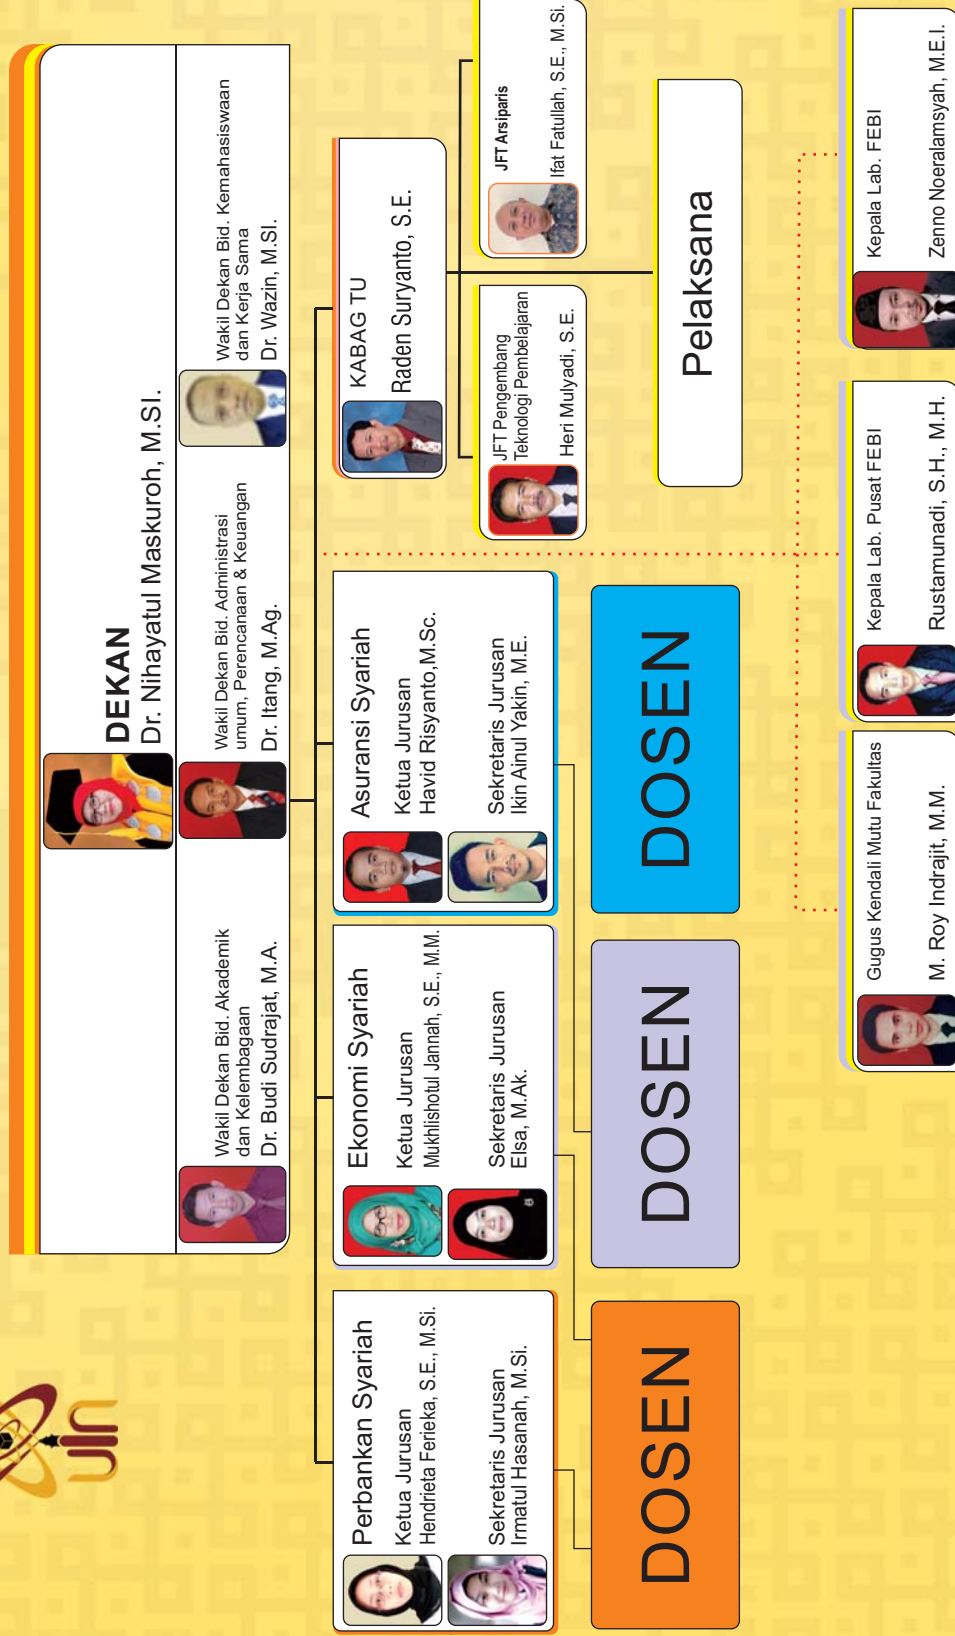 UIN
DEKAN
Dr. Nihayatul Maskuroh, M.SI.
Wakil Dekan Bid. Akademik
dan Kelembagaan
Dr. Budi Sudrajat, M.A.
Wakil Dekan Bid. Administrasi
umum, Perencanaan & Keuangan
Dr. Itang, M.Ag.
Wakil Dekan Bid. Kemahasiswaan
dan Kerja Sama
Dr. Wazin, M.SI.
Perbankan Syariah
Ketua Jurusan
Hendrieta Ferieka, S.E., M.Si.
Sekretaris Jurusan
Irmatul Hasanah, M.Si.
Ekonomi Syariah
Ketua Jurusan
Mukhlishotul Jannah, S.E., M.M.
Sekretaris Jurusan
Elsa, M.Ak.
Asuransi Syariah
Ketua Jurusan
Havid Risyanto,M.Sc.
Sekretaris Jurusan
Ikin Ainul Yakin, M.E.
KABAG TU
Raden Suryanto, S.E.
JFT Pengembang
Teknologi Pembelajaran
Heri Mulyadi, S.E.
JFT Arsiparis
Ifat Fatullah, S.E., M.Si.
DOSEN
DOSEN
DOSEN
Pelaksana
Gugus Kendali Mutu Fakultas
M. Roy Indrajit, M.M.
Kepala Lab. Pusat FEBI
Rustamunadi, S.H., M.H.
Kepala Lab. FEBI
Zenno Noeralamsyah, M.E.I.